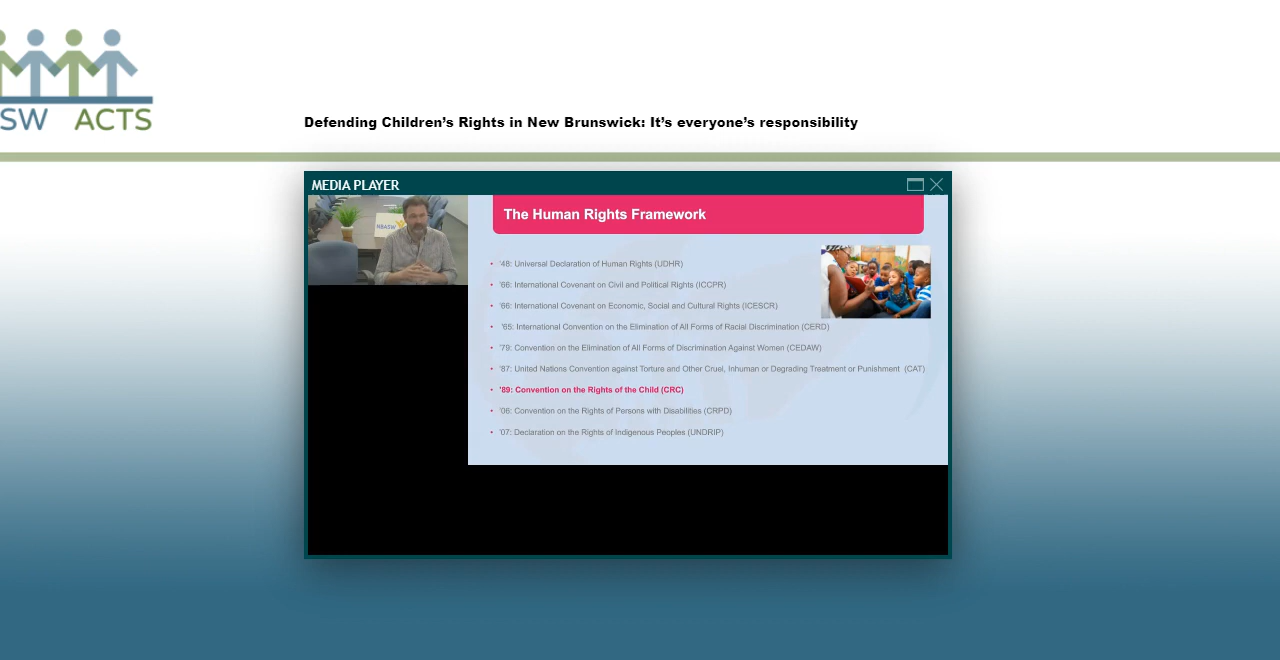 SW ACTS
Defending Children’s Rights in New Brunswick: It’s everyone’s responsibility
MEDIA PLAYER
NBASW
The Human Rights Framework
• '48: Universal Declaration of Human Rights (UDHR)
• '66: International Covenant on Civil and Political Rights (ICCPR)
• '66: International Covenant on Economic, Social and Cultural Rights (ICESCR)
• '65: International Convention on the Elimination of All Forms of Racial Discrimination (CERD)
• '79: Convention on the Elimination of All Forms of Discrimination Against Women (CEDAW)
• '87: United Nations Convention against Torture and Other Cruel, Inhuman or Degrading Treatment or Punishment (CAT)
• '89: Convention on the Rights of the Child (CRC)
• '06: Convention on the Rights of Persons with Disabilities (CRPD)
• '07: Declaration on the Rights of Indigenous Peoples (UNDRIP)